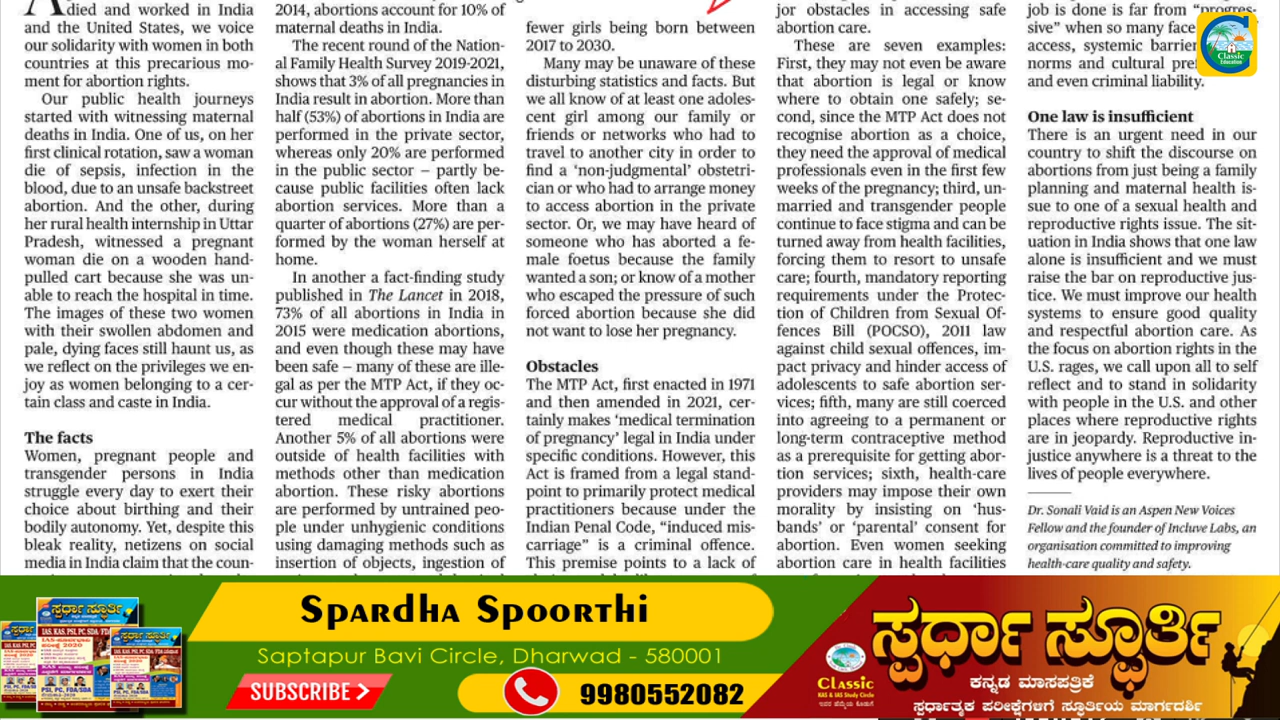 died and worked in India
and the United States, we voice
our solidarity with women in both
countries at this precarious mo-
ment for abortion rights.
Our public health journeys
started with witnessing maternal
deaths in India. One of us, on her
first clinical rotation, saw a woman
die of sepsis, infection in the
blood, due to an unsafe backstreet
abortion. And the other, during
her rural health internship in Uttar
Pradesh, witnessed a pregnant
woman die on a wooden hand-
pulled cart because she was un-
able to reach the hospital in time.
The images of these two women
with their swollen abdomen and
pale, dying faces still haunt us, as
we reflect on the privileges we en-
joy as women belonging to a cer-
tain class and caste in India.
The facts
Women, pregnant people and
transgender persons in India
struggle every day to exert their
choice about birthing and their
bodily autonomy. Yet, despite this
bleak reality, netizens on social
media in India claim that the coun-
2014, abortions account for 10% of
maternal deaths in India.
The recent round of the Nation-
al Family Health Survey 2019-2021,
shows that 3% of all pregnancies in
India result in abortion. More than
half (53%) of abortions in India are
performed in the private sector,
whereas only 20% are performed
in the public sector – partly be-
cause public facilities often lack
abortion services. More than a
quarter of abortions (27%) are per-
formed by the woman herself at
home.
In another a fact-finding study
published in The Lancet in 2018,
73% of all abortions in India in
2015 were medication abortions,
and even though these may have
been safe – many of these are ille-
gal as per the MTP Act, if they oc-
cur without the approval of a regis-
tered medical practitioner.
Another 5% of all abortions were
outside of health facilities with
methods other than medication
abortion. These risky abortions
are performed by untrained peo-
ple under unhygienic conditions
using damaging methods such as
insertion of objects, ingestion of
fewer girls being born between
2017 to 2030.
Many may be unaware of these
disturbing statistics and facts. But
we all know of at least one adoles-
cent girl among our family or
friends or networks who had to
travel to another city in order to
find a ‘non-judgmental’ obstetri-
cian or who had to arrange money
to access abortion in the private
sector. Or, we may have heard of
someone who has aborted a fe-
male foetus because the family
wanted a son; or know of a mother
who escaped the pressure of such
forced abortion because she did
not want to lose her pregnancy.
Obstacles
The MTP Act, first enacted in 1971
and then amended in 2021, cer-
tainly makes ‘medical termination
of pregnancy’ legal in India under
specific conditions. However, this
Act is framed from a legal stand-
point to primarily protect medical
practitioners because under the
Indian Penal Code, “induced mis-
carriage” is a criminal offence.
This premise points to a lack of
jor obstacles in accessing safe
abortion care.
These are seven examples:
First, they may not even be aware
that abortion is legal or know
where to obtain one safely; se-
cond, since the MTP Act does not
recognise abortion as a choice,
they need the approval of medical
professionals even in the first few
weeks of the pregnancy; third, un-
married and transgender people
continue to face stigma and can be
turned away from health facilities,
forcing them to resort to unsafe
care; fourth, mandatory reporting
requirements under the Protec-
tion of Children from Sexual Of-
fences Bill (POCSO), 2011 law
against child sexual offences, im-
pact privacy and hinder access of
adolescents to safe abortion ser-
vices; fifth, many are still coerced
into agreeing to a permanent or
long-term contraceptive method
as a prerequisite for getting abor-
tion services; sixth, health-care
providers may impose their own
morality by insisting on ‘hus-
bands’ or ‘parental’ consent for
abortion. Even women seeking
abortion care in health facilities
job is done is far from “progres-
sive” when so many face
access, systemic barrier
norms and cultural pre
and even criminal liability.
One law is insufficient
There is an urgent need in our
country to shift the discourse on
abortions from just being a family
planning and maternal health is-
sue to one of a sexual health and
reproductive rights issue. The sit-
uation in India shows that one law
alone is insufficient and we must
raise the bar on reproductive jus-
tice. We must improve our health
systems to ensure good quality
and respectful abortion care. As
the focus on abortion rights in the
U.S. rages, we call upon all to self
reflect and to stand in solidarity
with people in the U.S. and other
places where reproductive rights
are in jeopardy. Reproductive in-
justice anywhere is a threat to the
lives of people everywhere.
Dr. Sonali Vaid is an Aspen New Voices
Fellow and the founder of Incluve Labs, an
organisation committed to improving
health-care quality and safety.
Classic
Education
ಸ್ಪರ್ಧಾ ಸ್ಫೂರ್ತಿ
Spardha Spoorthi
Saptapur Bavi Circle, Dharwad - 580001
SUBSCRIBE
9980552082
Classic
KAS & IAS Study Circle
ಸ್ಪರ್ಧಾ ಸ್ಫೂರ್ತಿ
ಕನ್ನಡ ಮಾಸಪತ್ರಿಕೆ
ಸ್ಪರ್ಧಾತ್ಮಕ ಪರೀಕ್ಷೆಗಳಿಗೆ ಸ್ಫೂರ್ತಿಯ ಮಾರ್ಗದರ್ಶಿ